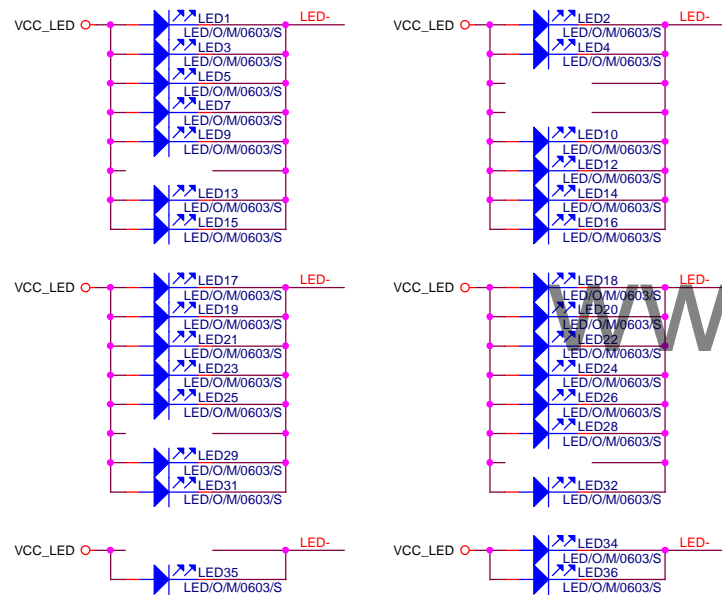 VCC_LED LED1 LED-
LED/O/M/0603/S
LED3
LED/O/M/0603/S
LED5
LED/O/M/0603/S
LED7
LED/O/M/0603/S
LED9
LED/O/M/0603/S
LED13
LED/O/M/0603/S
LED15
LED/O/M/0603/S
VCC_LED LED2 LED-
LED/O/M/0603/S
LED4
LED/O/M/0603/S
LED10
LED/O/M/0603/S
LED12
LED/O/M/0603/S
LED14
LED/O/M/0603/S
LED16
LED/O/M/0603/S
VCC_LED LED17 LED-
LED/O/M/0603/S
LED19
LED/O/M/0603/S
LED21
LED/O/M/0603/S
LED23
LED/O/M/0603/S
LED25
LED/O/M/0603/S
LED29
LED/O/M/0603/S
LED31
LED/O/M/0603/S
VCC_LED LED18 LED-
LED/O/M/0603/S
LED20
LED/O/M/0603/S
LED22
LED/O/M/0603/S
LED24
LED/O/M/0603/S
LED26
LED/O/M/0603/S
LED28
LED/O/M/0603/S
LED32
LED/O/M/0603/S
VCC_LED LED-
LED35
LED/O/M/0603/S
VCC_LED LED34 LED-
LED/O/M/0603/S
LED36
LED/O/M/0603/S